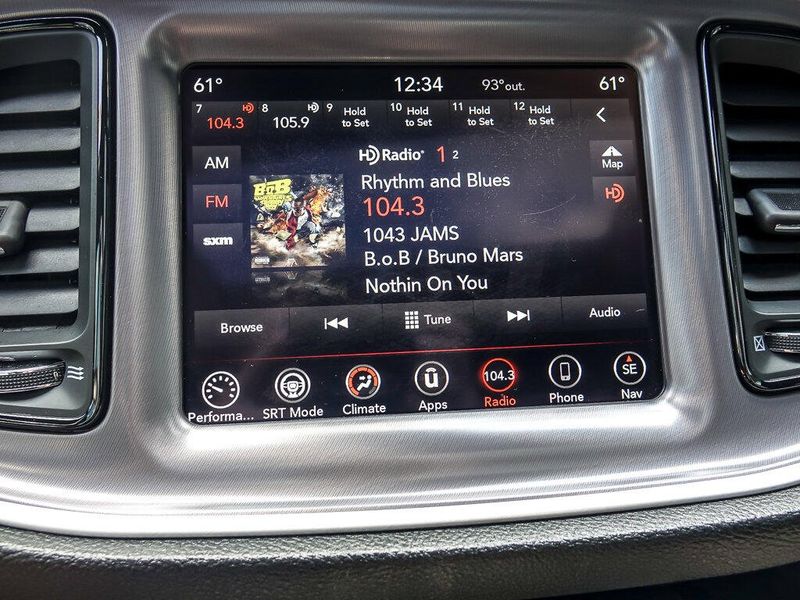 61° 12:34 93° out. 61°
7 HD 104.3 8 HD 105.9 9 Hold to Set 10 Hold to Set 11 Hold to Set 12 Hold to Set <
AM
FM
sxm
HD Radio® 1 2
Rhythm and Blues
104.3
1043 JAMS
B.o.B / Bruno Mars
Nothin On You
Map
HD
B.o.B
Browse Tune Audio
Performa... SRT Mode Climate Apps 104.3 Radio Phone SE Nav